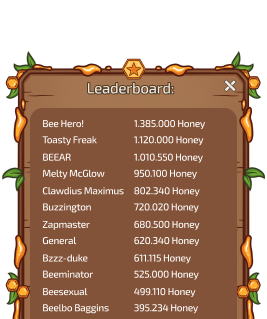 Leaderboard:
Bee Hero! 1.385.000 Honey
Toasty Freak 1.120.000 Honey
BEEAR 1.010.550 Honey
Melty McGlow 950.100 Honey
Clawdius Maximus 802.340 Honey
Buzzington 720.020 Honey
Zapmaster 680.500 Honey
General 620.340 Honey
Bzzz-duke 611.115 Honey
Beeminator 525.000 Honey
Beesexual 499.110 Honey
Beelbo Baggins 395.234 Honey